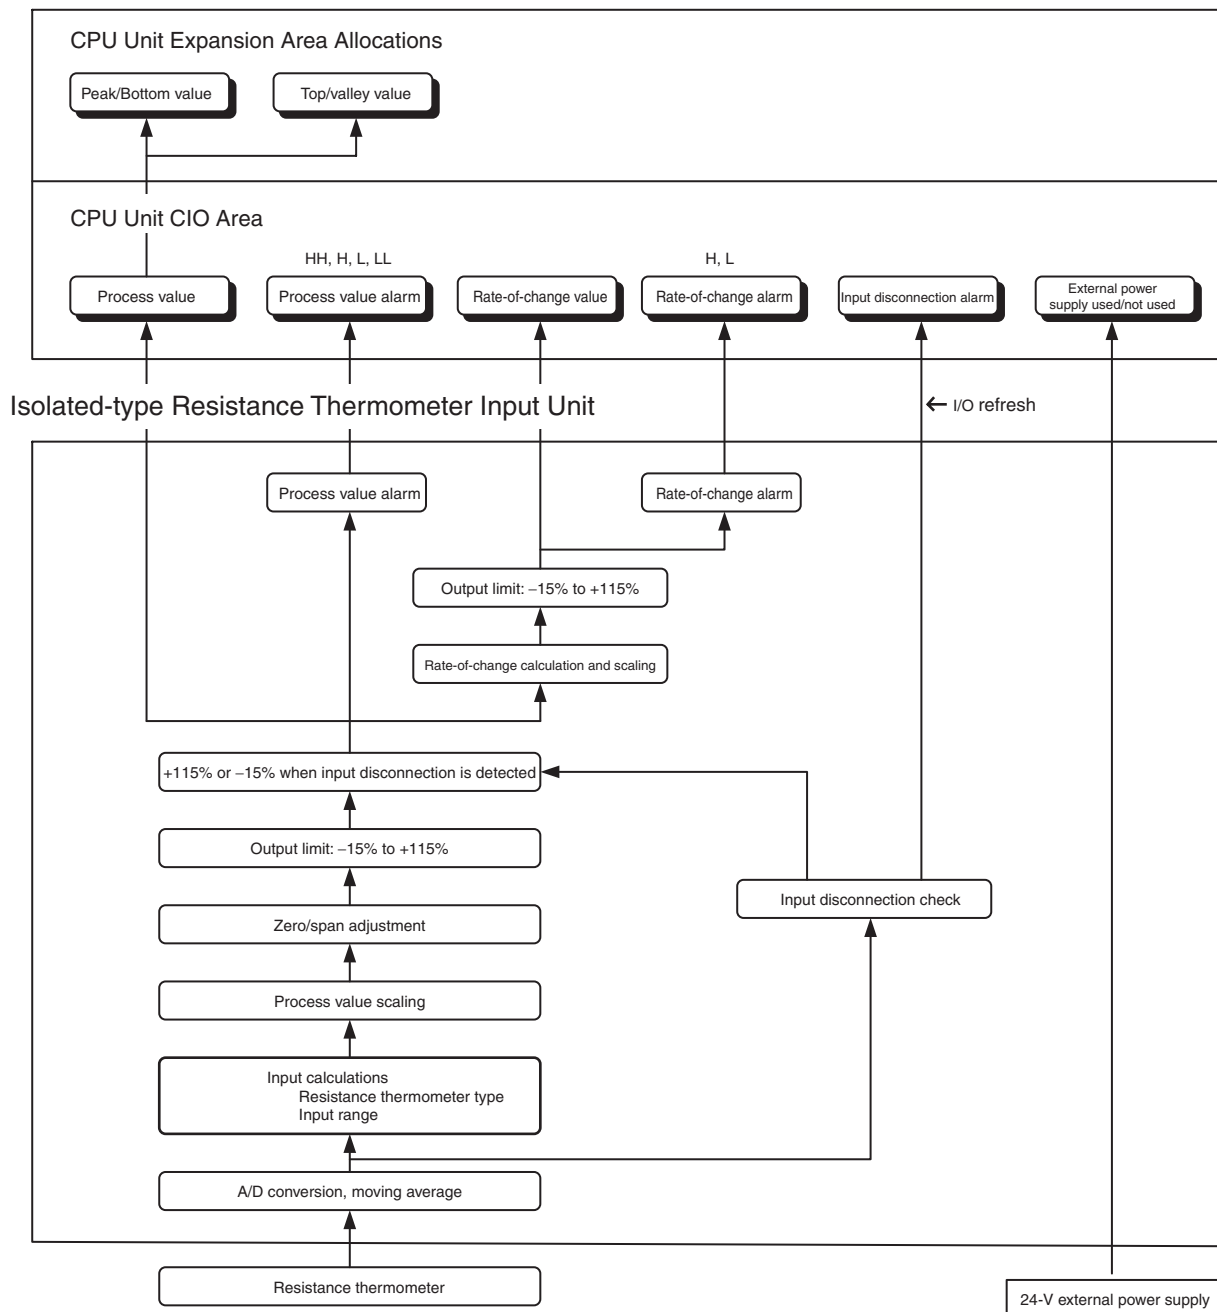 CPU Unit Expansion Area Allocations
Peak/Bottom value
Top/valley value
CPU Unit CIO Area
HH, H, L, LL
H, L
Process value
Process value alarm
Rate-of-change value
Rate-of-change alarm
Input disconnection alarm
External power
supply used/not used
Isolated-type Resistance Thermometer Input Unit
I/O refresh
Process value alarm
Rate-of-change alarm
Output limit: −15% to +115%
Rate-of-change calculation and scaling
+115% or −15% when input disconnection is detected
Output limit: −15% to +115%
Input disconnection check
Zero/span adjustment
Process value scaling
Input calculations
Resistance thermometer type
Input range
A/D conversion, moving average
Resistance thermometer
24-V external power supply